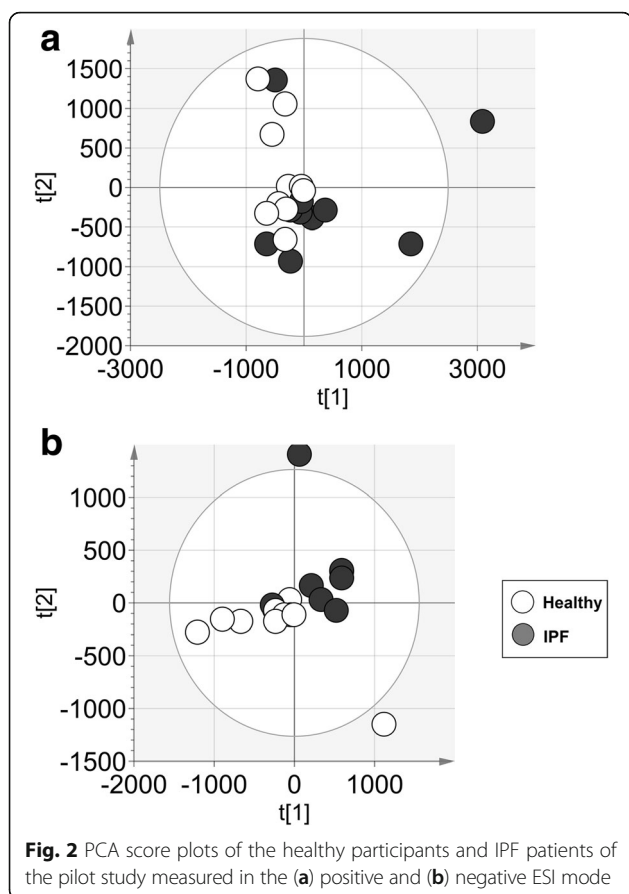 a
1500
1000
500
0
-500
-1000
-1500
-2000
t[2]
-3000 -1000 1000 3000
t[1]
b
1000
500
0
-500
-1000
-1500
t[2]
-2000 -1000 0 1000
t[1]
Healthy
IPF
Fig. 2 PCA score plots of the healthy participants and IPF patients of
the pilot study measured in the (a) positive and (b) negative ESI mode